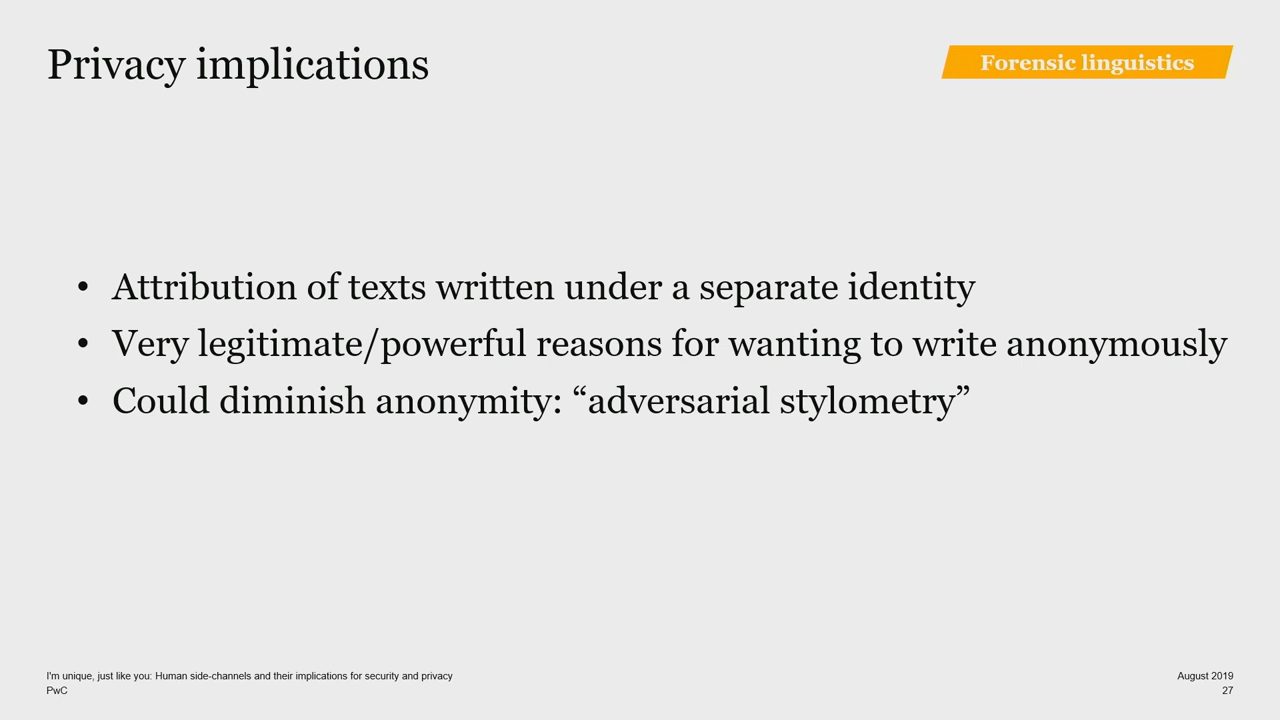 Privacy implications
Forensic linguistics
• Attribution of texts written under a separate identity
• Very legitimate/powerful reasons for wanting to write anonymously
• Could diminish anonymity: “adversarial stylometry”
I'm unique, just like you: Human side-channels and their implications for security and privacy
August 2019
PwC
27